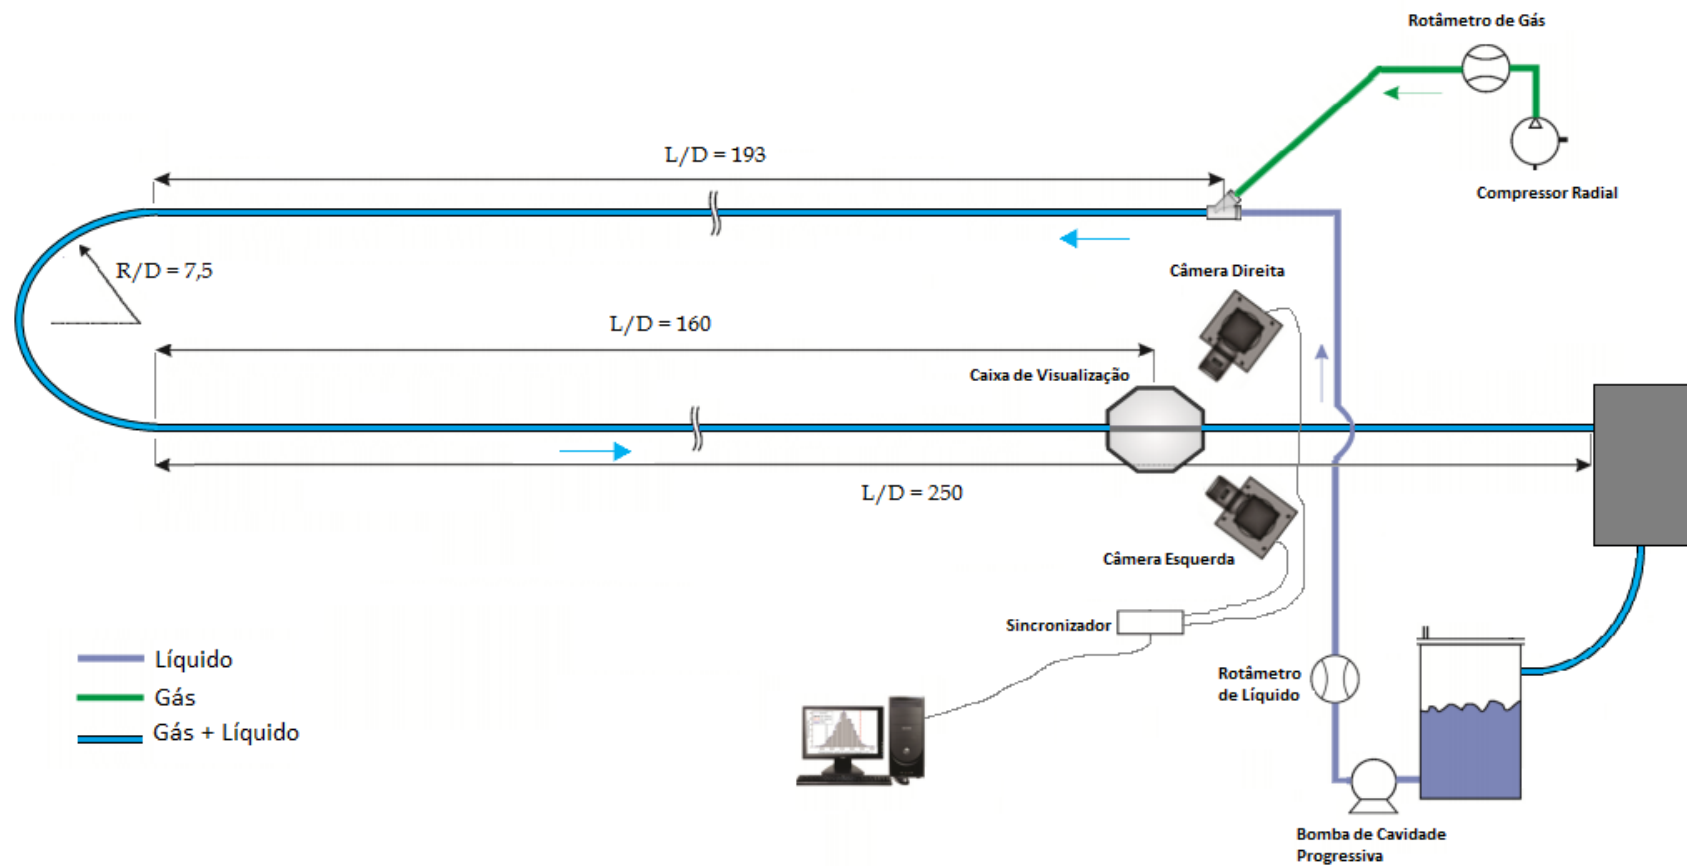 Rotâmetro de Gás
Compressor Radial
L/D = 193
R/D = 7,5
Câmera Direita
L/D = 160
Caixa de Visualização
L/D = 250
Câmera Esquerda
Sincronizador
Rotâmetro
de Líquido
Líquido
Gás
Gás + Líquido
Bomba de Cavidade
Progressiva